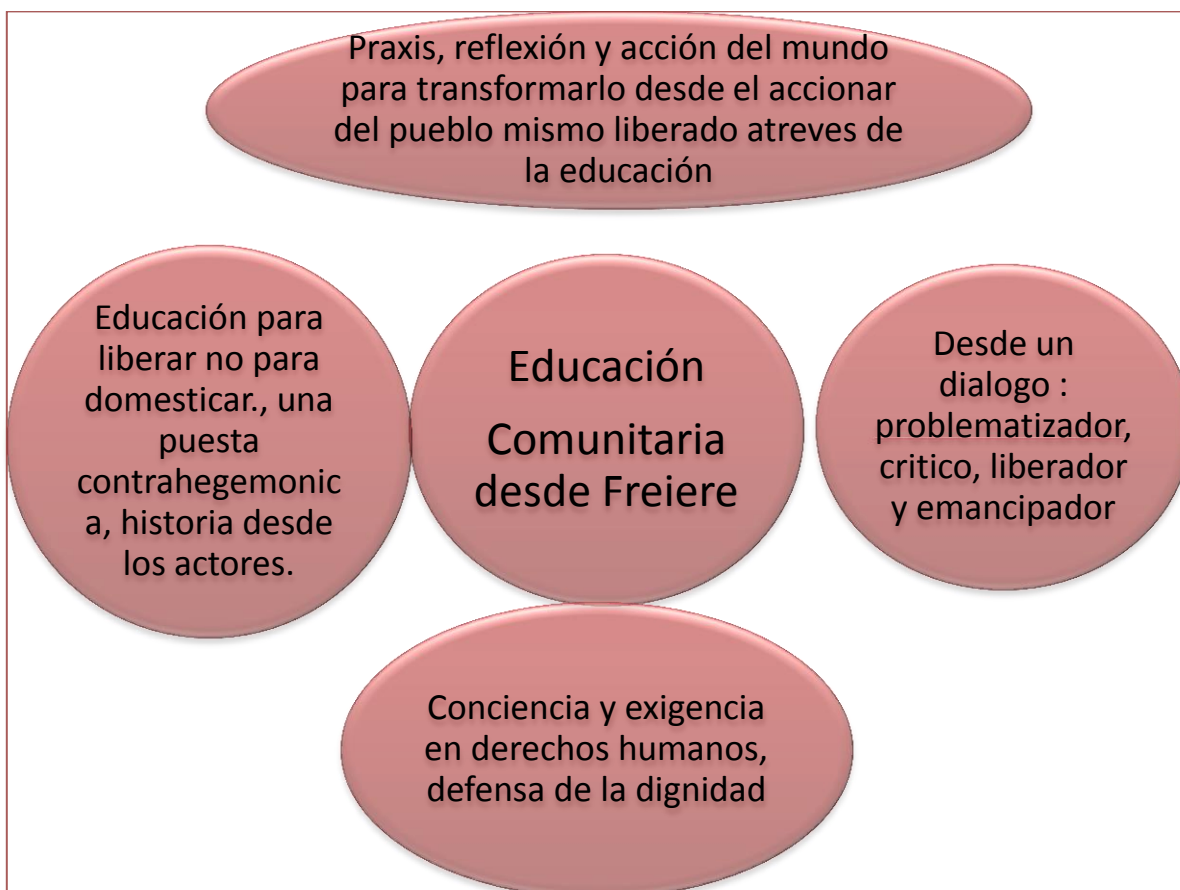 Praxis, reflexión y acción del mundo
para transformarlo desde el accionar
del pueblo mismo liberado atreves de
la educación
Educación para
liberar no para
domesticar., una
puesta
contrahegemonic
a, historia desde
los actores.
Educación
Comunitaria
desde Freiere
Desde un
dialogo :
problematizador,
critico, liberador
y emancipador
Conciencia y exigencia
en derechos humanos,
defensa de la dignidad